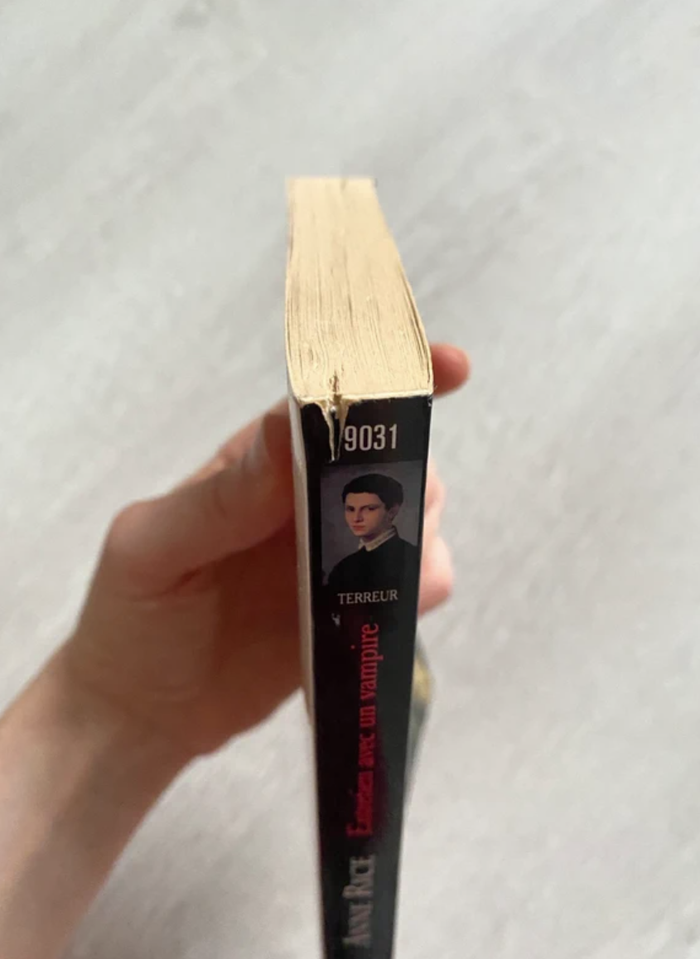 9031
TERREUR
Entretien avec un vampire
ANNE RICE